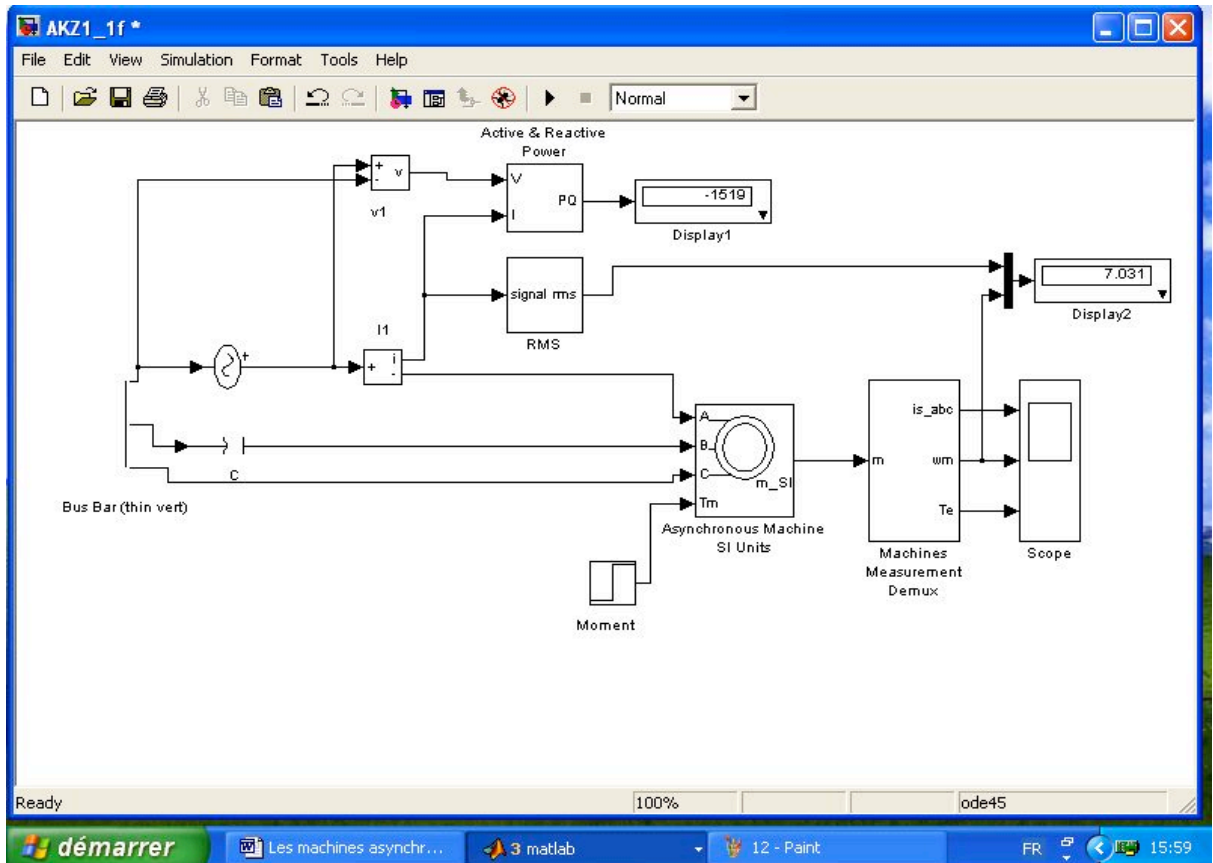 AKZ1_1f *
File Edit View Simulation Format Tools Help
Normal
Active & Reactive
Power
+
-
v
v1
V
I
PQ
-1519
Display1
signal rms
RMS
7.031
Display2
I1
+
+
i
-
A
B
C
Tm
m_SI
Asynchronous Machine
SI Units
C
Bus Bar (thin vert)
Moment
m
is_abc
wm
Te
Machines
Measurement
Demux
Scope
Ready
100%
ode45
démarrer
Les machines asynchr...
3 matlab
12 - Paint
FR
15:59